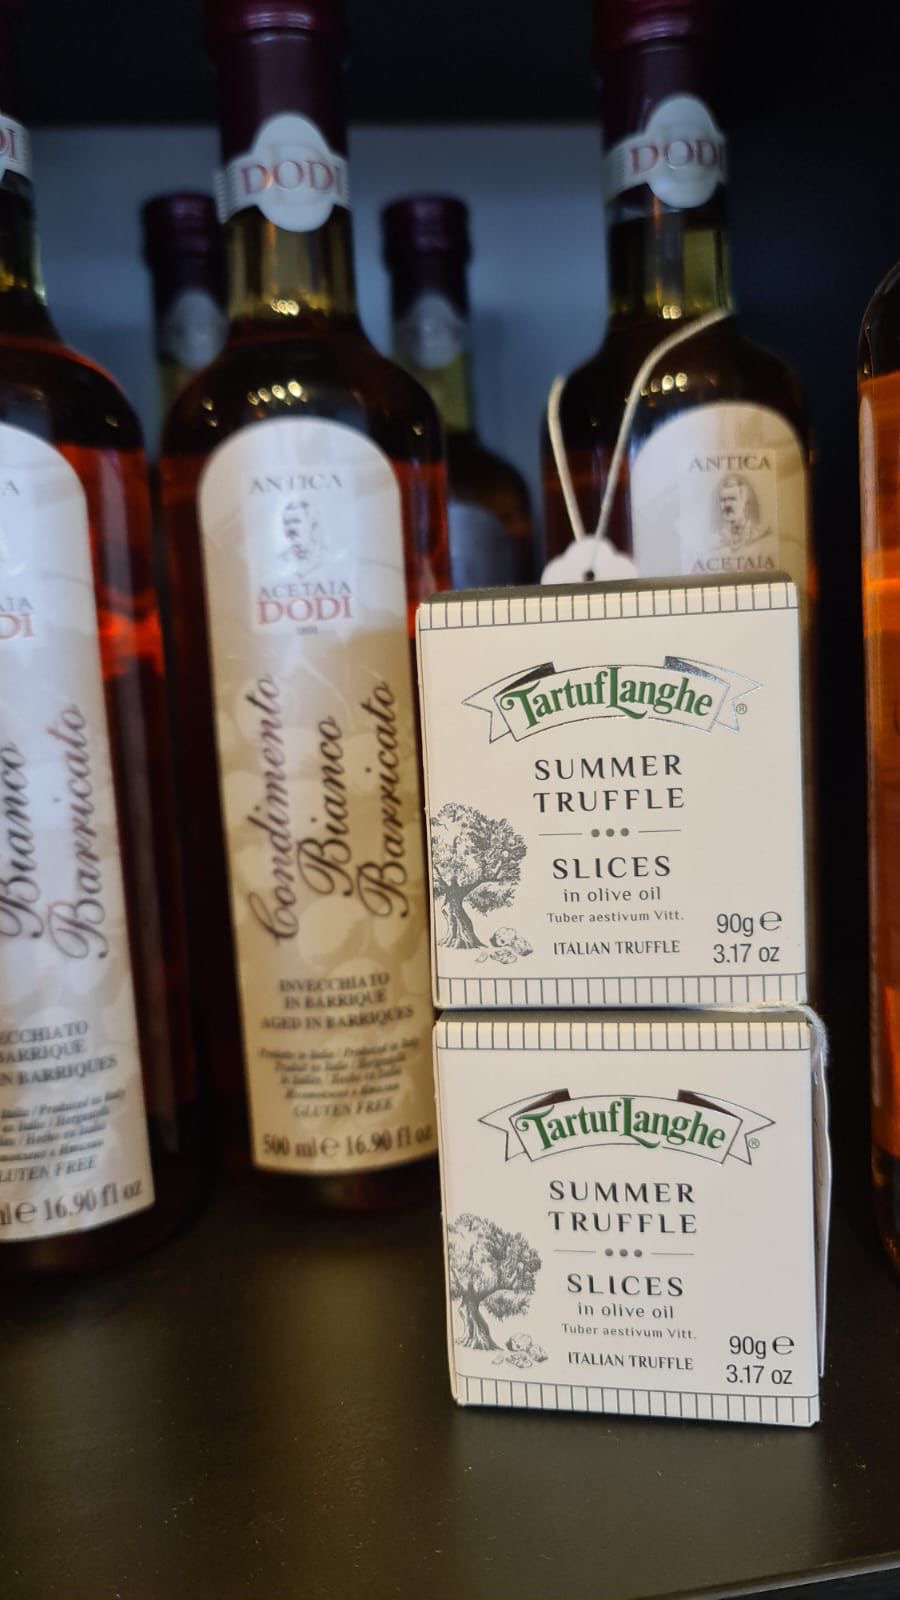 DODI
ANTICA
ACETAIA
DODI
Condimento
Bianco
Barricato
INVECCHIATO
IN BARRIQUE
AGED IN BARRIQUES
GLUTEN FREE
500 ml e 16.90 fl oz
DODI
ANTICA
ACETAIA
Bianco
Barricato
16.90 fl oz
TartufLanghe®
SUMMER
TRUFFLE
SLICES
in olive oil
Tuber aestivum Vitt.
ITALIAN TRUFFLE
90g e
3.17 oz
TartufLanghe®
SUMMER
TRUFFLE
SLICES
in olive oil
Tuber aestivum Vitt.
ITALIAN TRUFFLE
90g e
3.17 oz